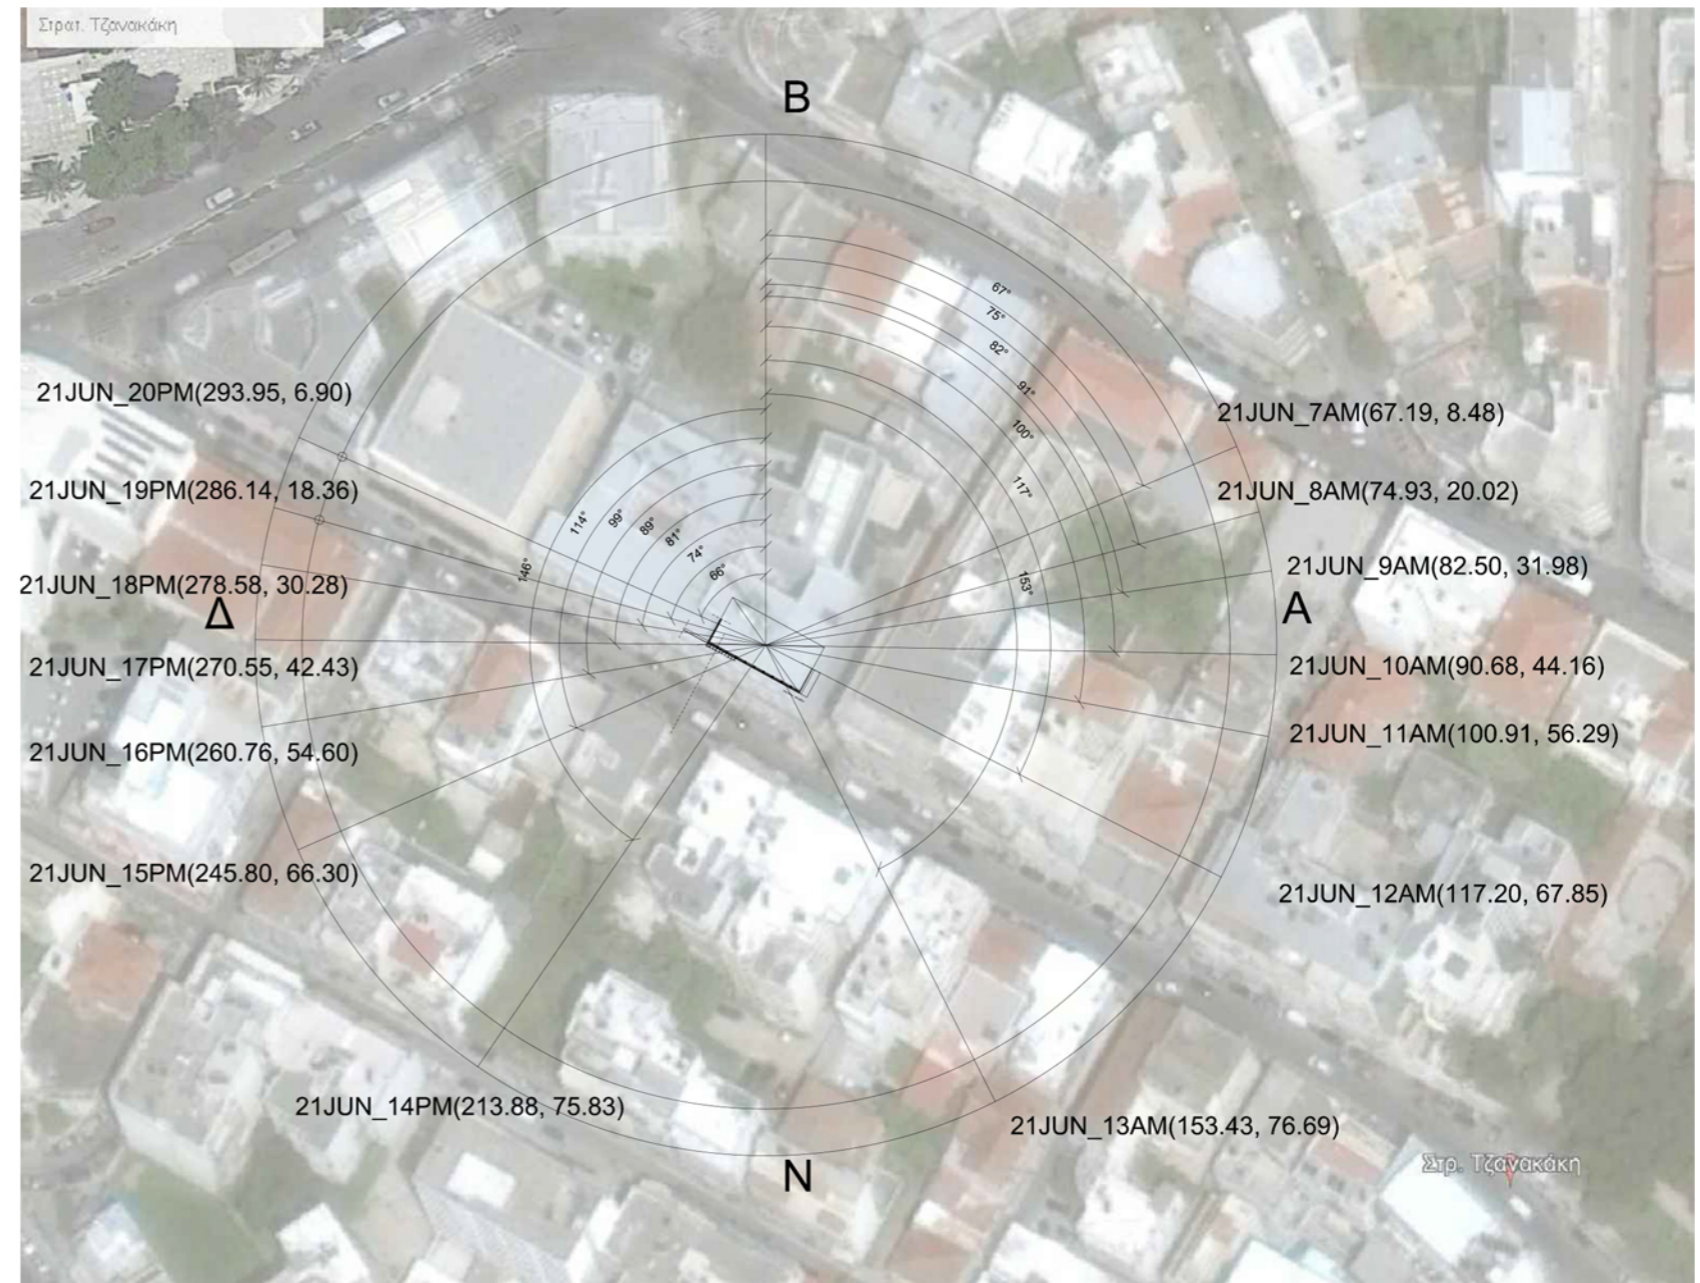 Στρατ. Τζανακάκη
B
67°
75°
82°
91°
100°
117°
153°
114°
99°
89°
81°
74°
66°
146°
21JUN_20PM(293.95, 6.90)
21JUN_19PM(286.14, 18.36)
21JUN_18PM(278.58, 30.28)
Δ
21JUN_17PM(270.55, 42.43)
21JUN_16PM(260.76, 54.60)
21JUN_15PM(245.80, 66.30)
21JUN_14PM(213.88, 75.83)
21JUN_7AM(67.19, 8.48)
21JUN_8AM(74.93, 20.02)
21JUN_9AM(82.50, 31.98)
A
21JUN_10AM(90.68, 44.16)
21JUN_11AM(100.91, 56.29)
21JUN_12AM(117.20, 67.85)
21JUN_13AM(153.43, 76.69)
N
Στρ. Τζανακάκη